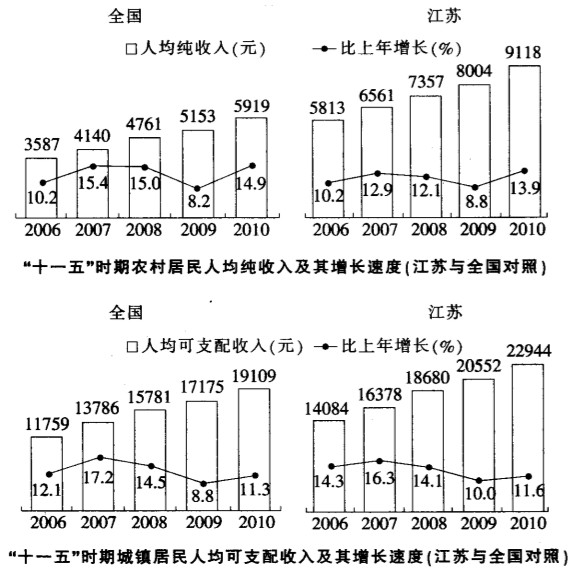 全国 江苏
□人均纯收入(元) 比上年增长(%)
3587 4140 4761 5153 5919 5813 6561 7357 8004 9118
10.2 15.4 15.0 8.2 14.9 10.2 12.9 12.1 8.8 13.9
2006 2007 2008 2009 2010 2006 2007 2008 2009 2010
“十一五”时期农村居民人均纯收入及其增长速度(江苏与全国对照)
全国 江苏
□人均可支配收入(元) 比上年增长(%)
11759 13786 15781 17175 19109 14084 16378 18680 20552 22944
12.1 17.2 14.5 8.8 11.3 14.3 16.3 14.1 10.0 11.6
2006 2007 2008 2009 2010 2006 2007 2008 2009 2010
“十一五”时期城镇居民人均可支配收入及其增长速度(江苏与全国对照)